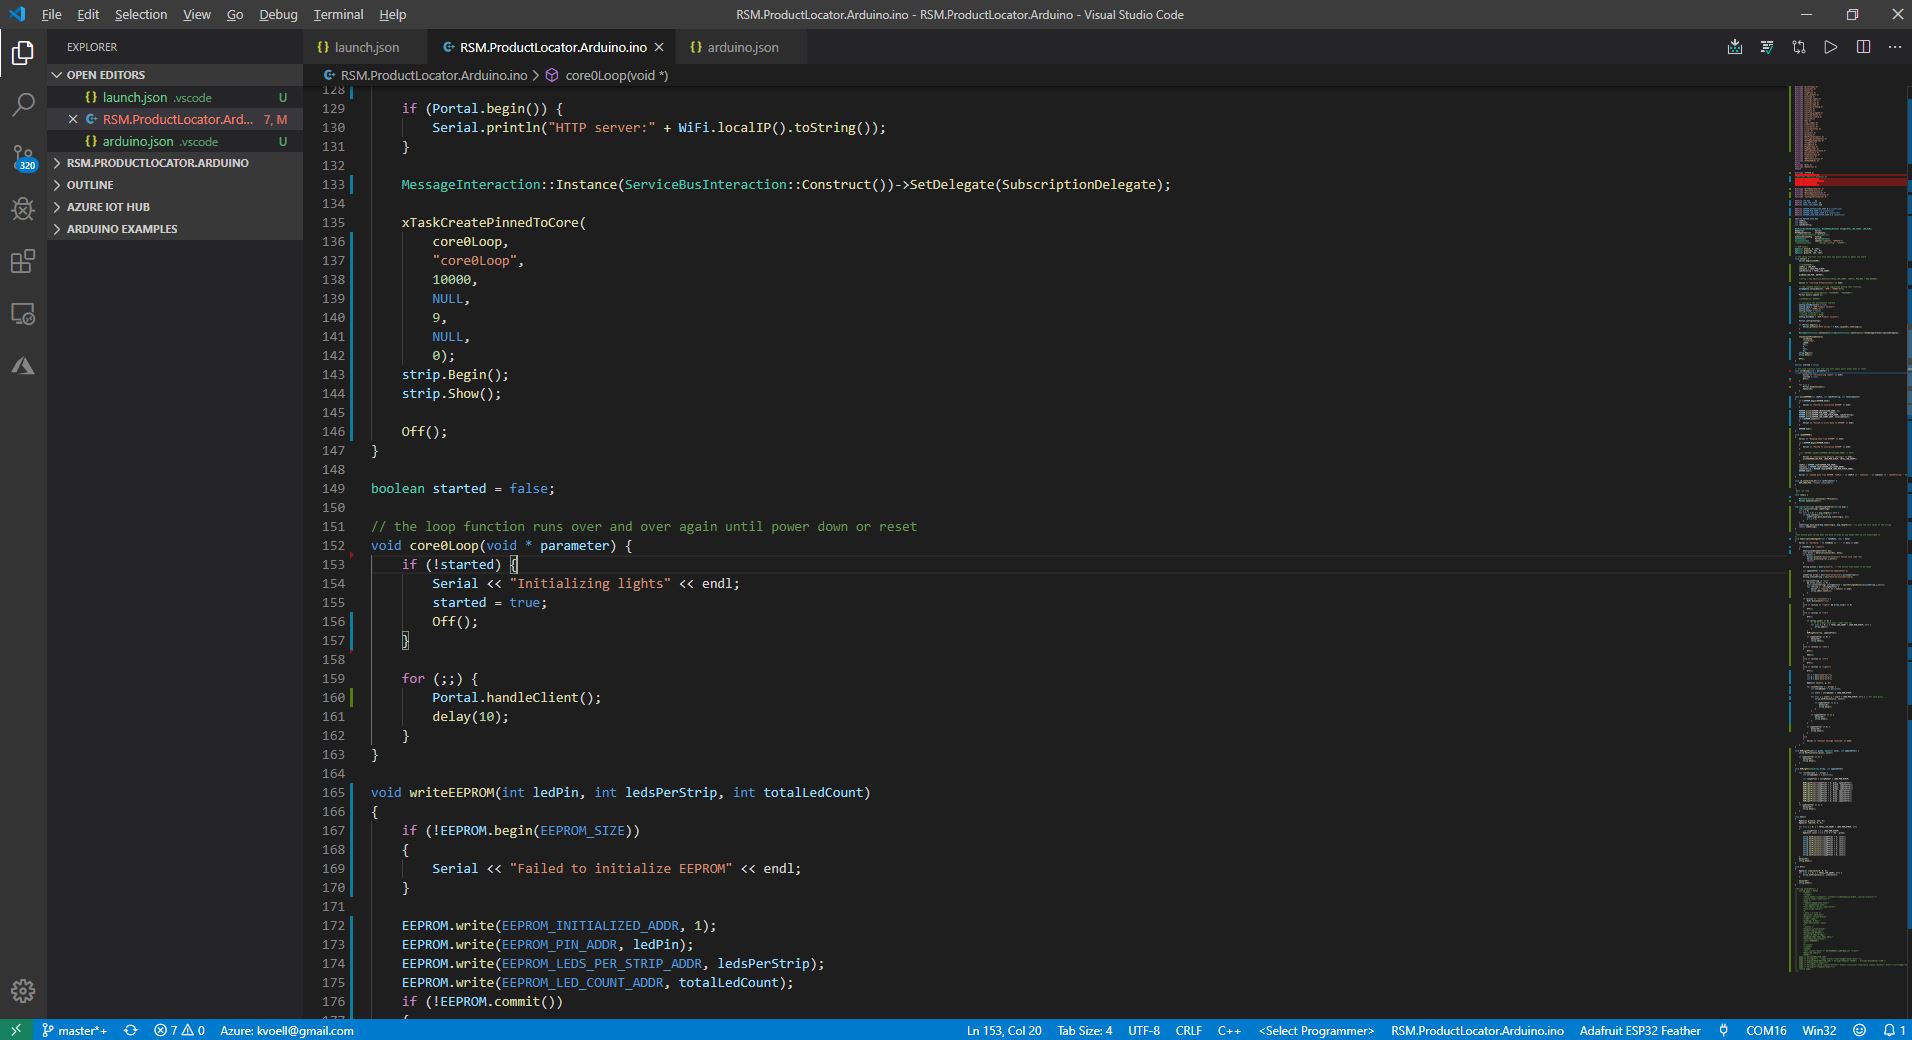 File Edit Selection View Go Debug Terminal Help
RSM.ProductLocator.Arduino.ino - RSM.ProductLocator.Arduino - Visual Studio Code
EXPLORER
OPEN EDITORS
launch.json .vscode U
RSM.ProductLocator.Ard... 7, M
arduino.json .vscode U
RSM.PRODUCTLOCATOR.ARDUINO
OUTLINE
AZURE IOT HUB
ARDUINO EXAMPLES
320
launch.json
RSM.ProductLocator.Arduino.ino
arduino.json
RSM.ProductLocator.Arduino.ino > core0Loop(void *)
128
129 if (Portal.begin()) {
130 Serial.println("HTTP server:" + WiFi.localIP().toString());
131 }
132
133 MessageInteraction::Instance(ServiceBusInteraction::Construct())->SetDelegate(SubscriptionDelegate);
134
135 xTaskCreatePinnedToCore(
136 core0Loop,
137 "core0Loop",
138 10000,
139 NULL,
140 9,
141 NULL,
142 0);
143 strip.Begin();
144 strip.Show();
145
146 Off();
147 }
148
149 boolean started = false;
150
151 // the loop function runs over and over again until power down or reset
152 void core0Loop(void * parameter) {
153 if (!started) {
154 Serial << "Initializing lights" << endl;
155 started = true;
156 Off();
157 }
158
159 for (;;) {
160 Portal.handleClient();
161 delay(10);
162 }
163 }
164
165 void writeEEPROM(int ledPin, int ledsPerStrip, int totalLedCount)
166 {
167 if (!EEPROM.begin(EEPROM_SIZE))
168 {
169 Serial << "Failed to initialize EEPROM" << endl;
170 }
171
172 EEPROM.write(EEPROM_INITIALIZED_ADDR, 1);
173 EEPROM.write(EEPROM_PIN_ADDR, ledPin);
174 EEPROM.write(EEPROM_LEDS_PER_STRIP_ADDR, ledsPerStrip);
175 EEPROM.write(EEPROM_LED_COUNT_ADDR, totalLedCount);
176 if (!EEPROM.commit())
177 {
master*+ 7 0 Azure: kvoell@gmail.com Ln 153, Col 20 Tab Size: 4 UTF-8 CRLF C++ <Select Programmer> RSM.ProductLocator.Arduino.ino Adafruit ESP32 Feather COM16 Win32 1